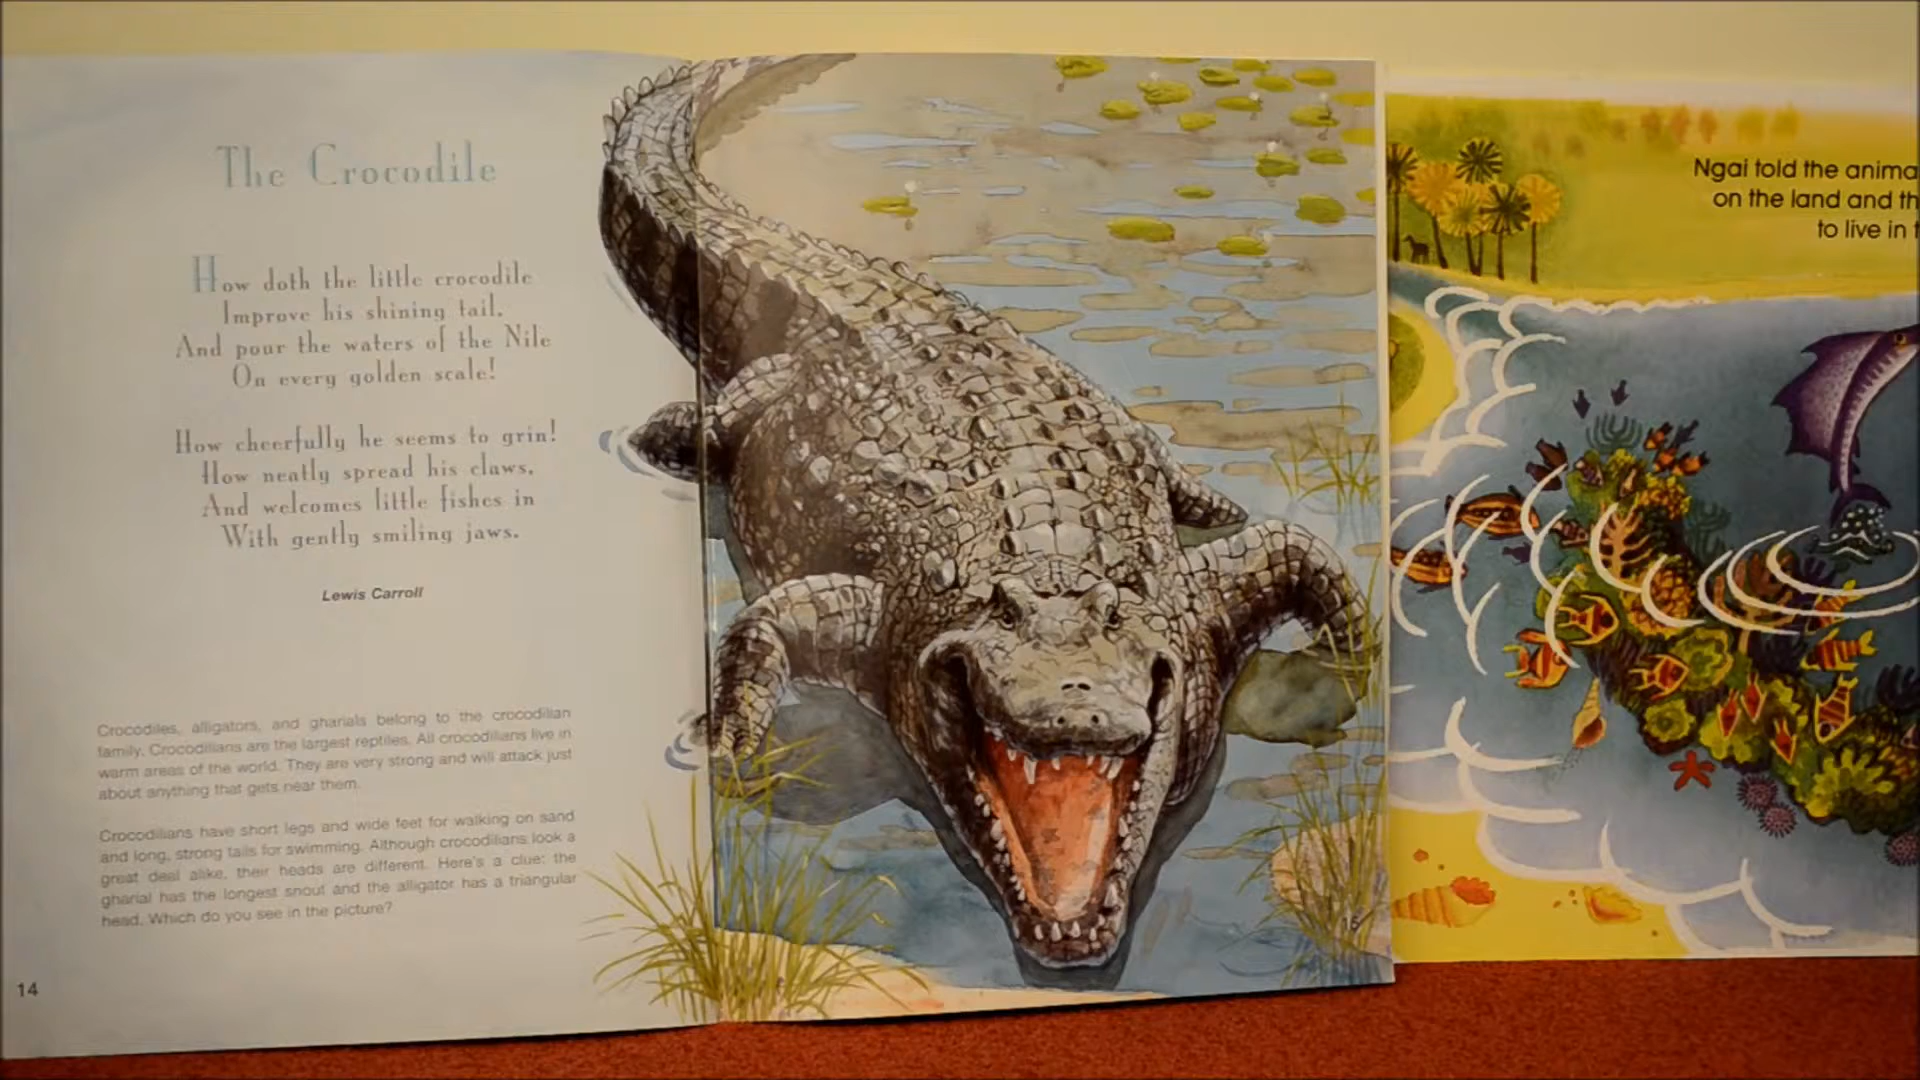 The Crocodile
How doth the little crocodile
Improve his shining tail,
And pour the waters of the Nile
On every golden scale!
How cheerfully he seems to grin!
How neatly spread his claws,
And welcomes little fishes in
With gently smiling jaws.
Lewis Carroll
Crocodiles, alligators, and gharials belong to the crocodilian
family. Crocodilians are the largest reptiles. All crocodilians live in
warm areas of the world. They are very strong and will attack just
about anything that gets near them.
Crocodilians have short legs and wide feet for walking on sand
and long, strong tails for swimming. Although crocodilians look a
great deal alike, their heads are different. Here's a clue: the
gharial has the longest snout and the alligator has a triangular
head. Which do you see in the picture?
14
15
Ngai told the anima
on the land and th
to live in t